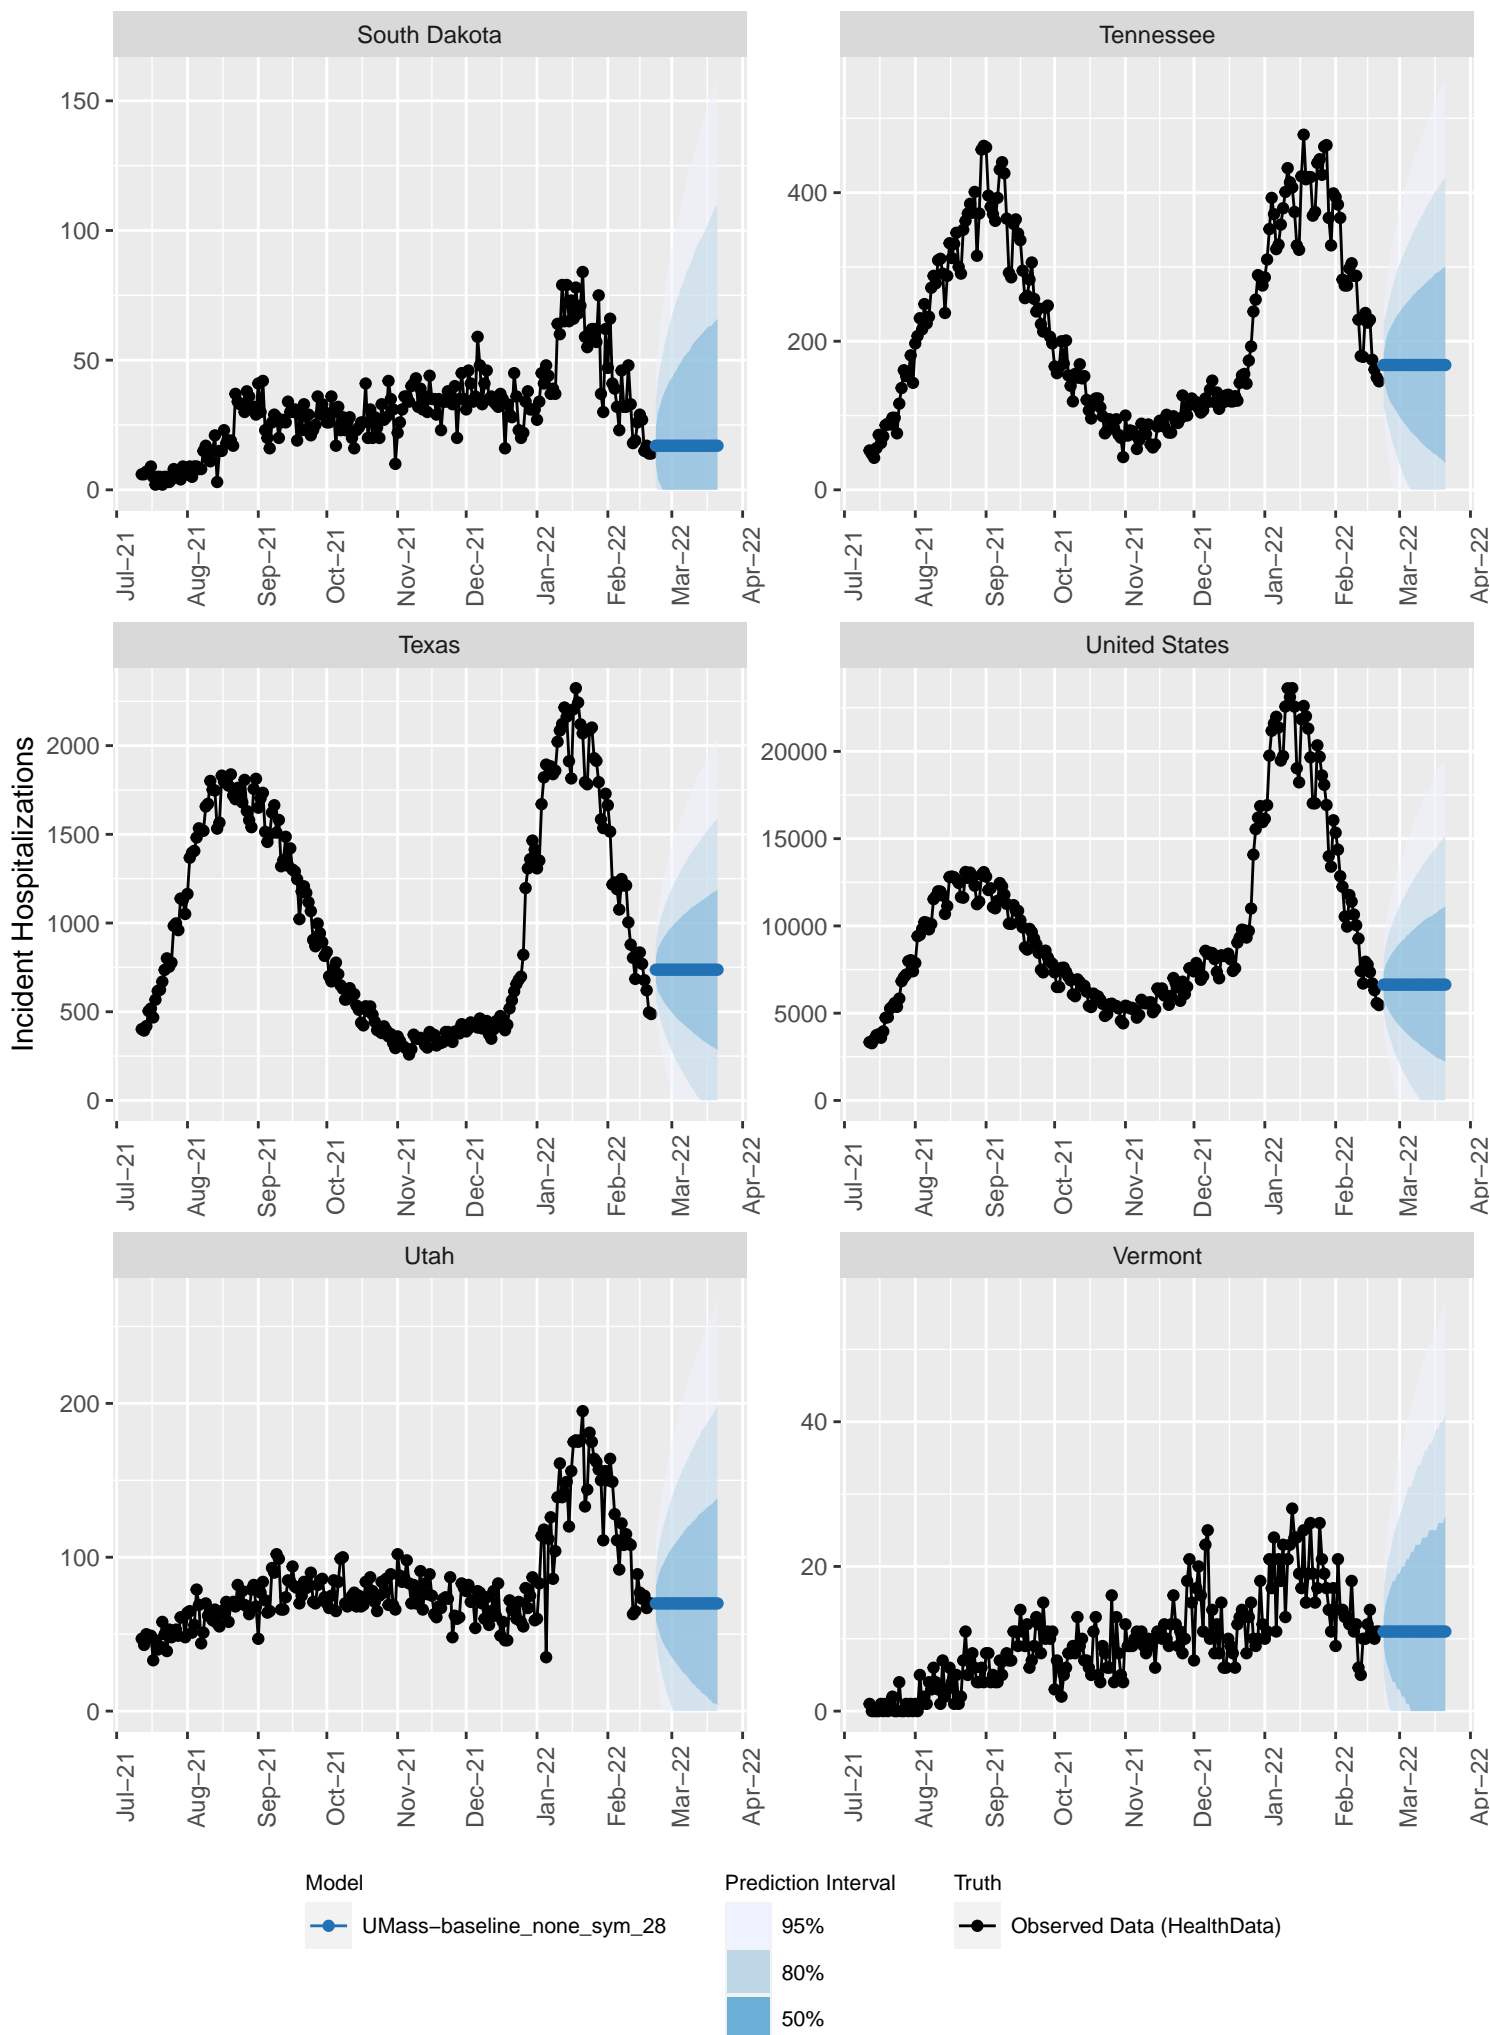 South Dakota
Tennessee
150
100
50
0
400
200
0
Jul−21
Aug−21
Sep−21
Oct−21
Nov−21
Dec−21
Jan−22
Feb−22
Mar−22
Apr−22
Jul−21
Aug−21
Sep−21
Oct−21
Nov−21
Dec−21
Jan−22
Feb−22
Mar−22
Apr−22
Incident Hospitalizations
Texas
United States
2000
1500
1000
500
0
20000
15000
10000
5000
0
Jul−21
Aug−21
Sep−21
Oct−21
Nov−21
Dec−21
Jan−22
Feb−22
Mar−22
Apr−22
Jul−21
Aug−21
Sep−21
Oct−21
Nov−21
Dec−21
Jan−22
Feb−22
Mar−22
Apr−22
Utah
Vermont
200
100
0
40
20
0
Jul−21
Aug−21
Sep−21
Oct−21
Nov−21
Dec−21
Jan−22
Feb−22
Mar−22
Apr−22
Jul−21
Aug−21
Sep−21
Oct−21
Nov−21
Dec−21
Jan−22
Feb−22
Mar−22
Apr−22
Model
UMass−baseline_none_sym_28
Prediction Interval
95%
80%
50%
Truth
Observed Data (HealthData)